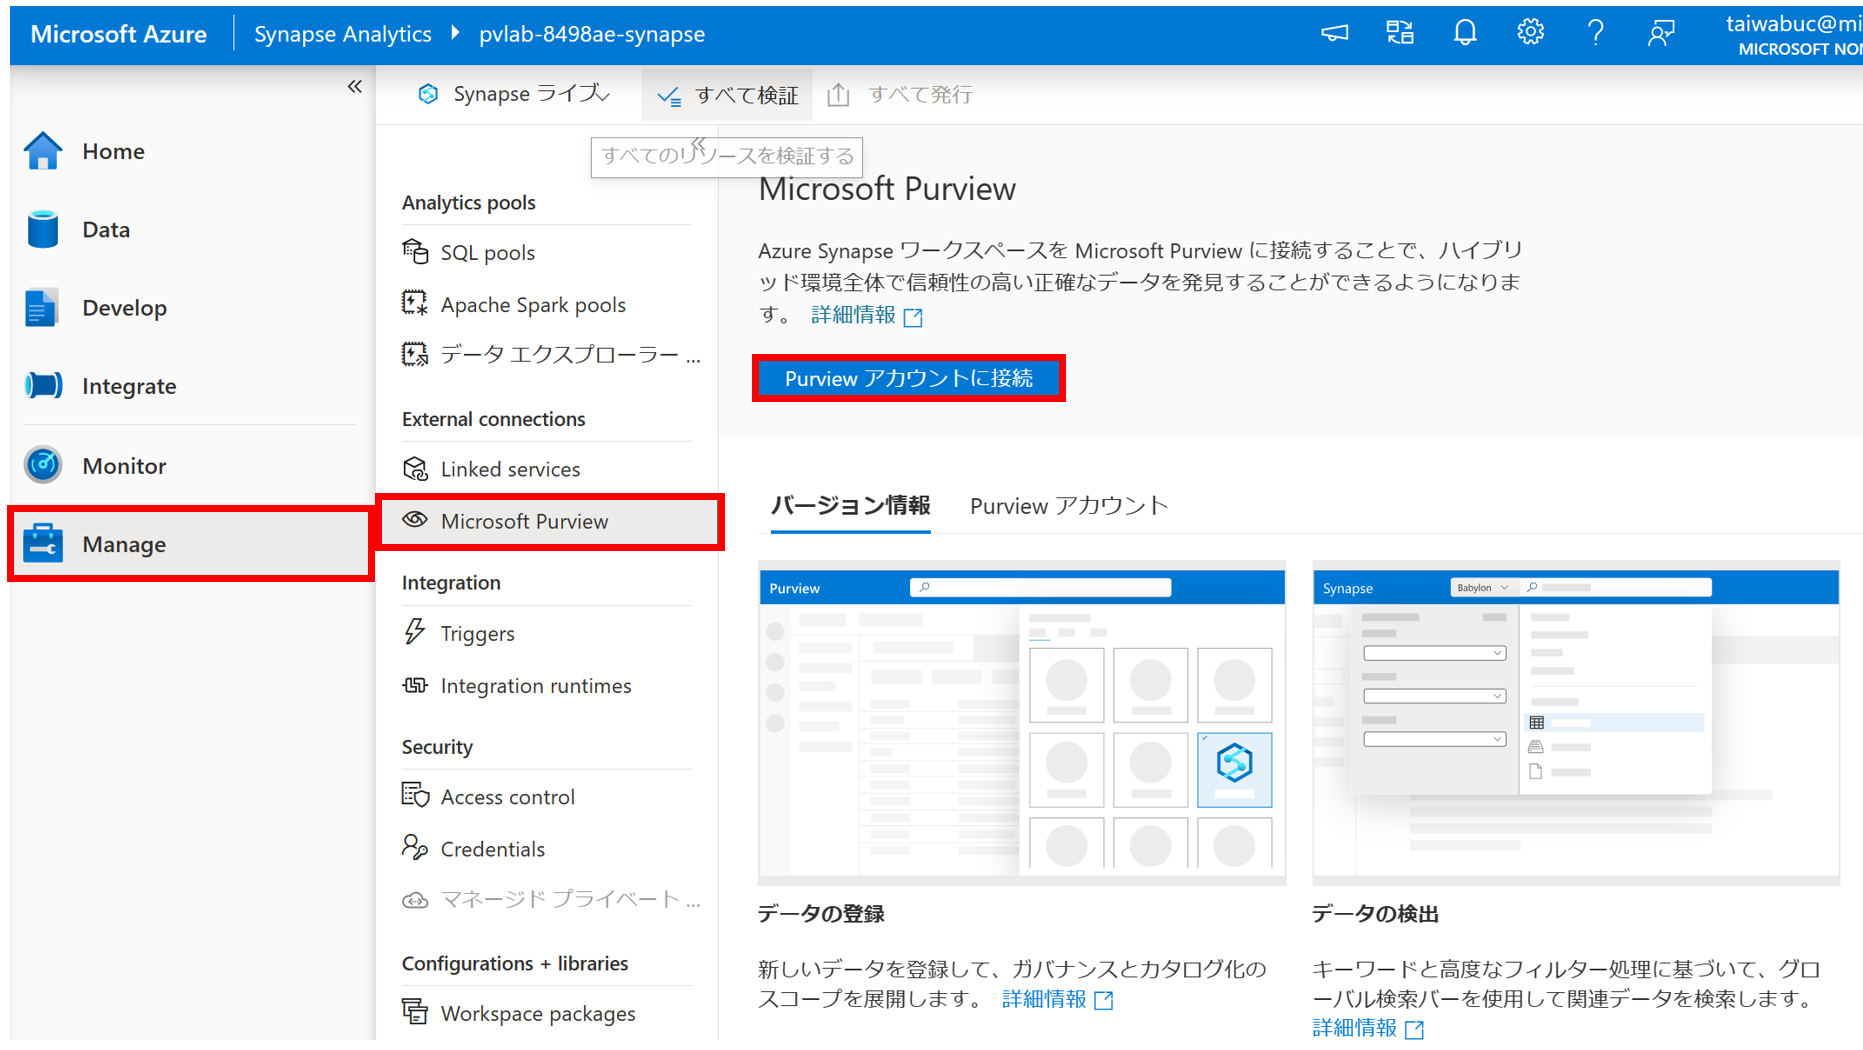 Microsoft Azure
Synapse Analytics
pvlab-8498ae-synapse
taiwabuc@mi
MICROSOFT NON
Home
Data
Develop
Integrate
Monitor
Manage
Synapse ライブ
すべて検証
すべて発行
すべてのリソースを検証する
Analytics pools
SQL pools
Apache Spark pools
データ エクスプローラー ...
External connections
Linked services
Microsoft Purview
Integration
Triggers
Integration runtimes
Security
Access control
Credentials
マネージド プライベート ...
Configurations + libraries
Workspace packages
Microsoft Purview
Azure Synapse ワークスペースを Microsoft Purview に接続することで、ハイブリ
ッド環境全体で信頼性の高い正確なデータを発見することができるようになりま
す。 詳細情報
Purview アカウントに接続
バージョン情報
Purview アカウント
Purview
Synapse
Babylon
データの登録
新しいデータを登録して、ガバナンスとカタログ化の
スコープを展開します。 詳細情報
データの検出
キーワードと高度なフィルター処理に基づいて、グロ
ーバル検索バーを使用して関連データを検索します。
詳細情報